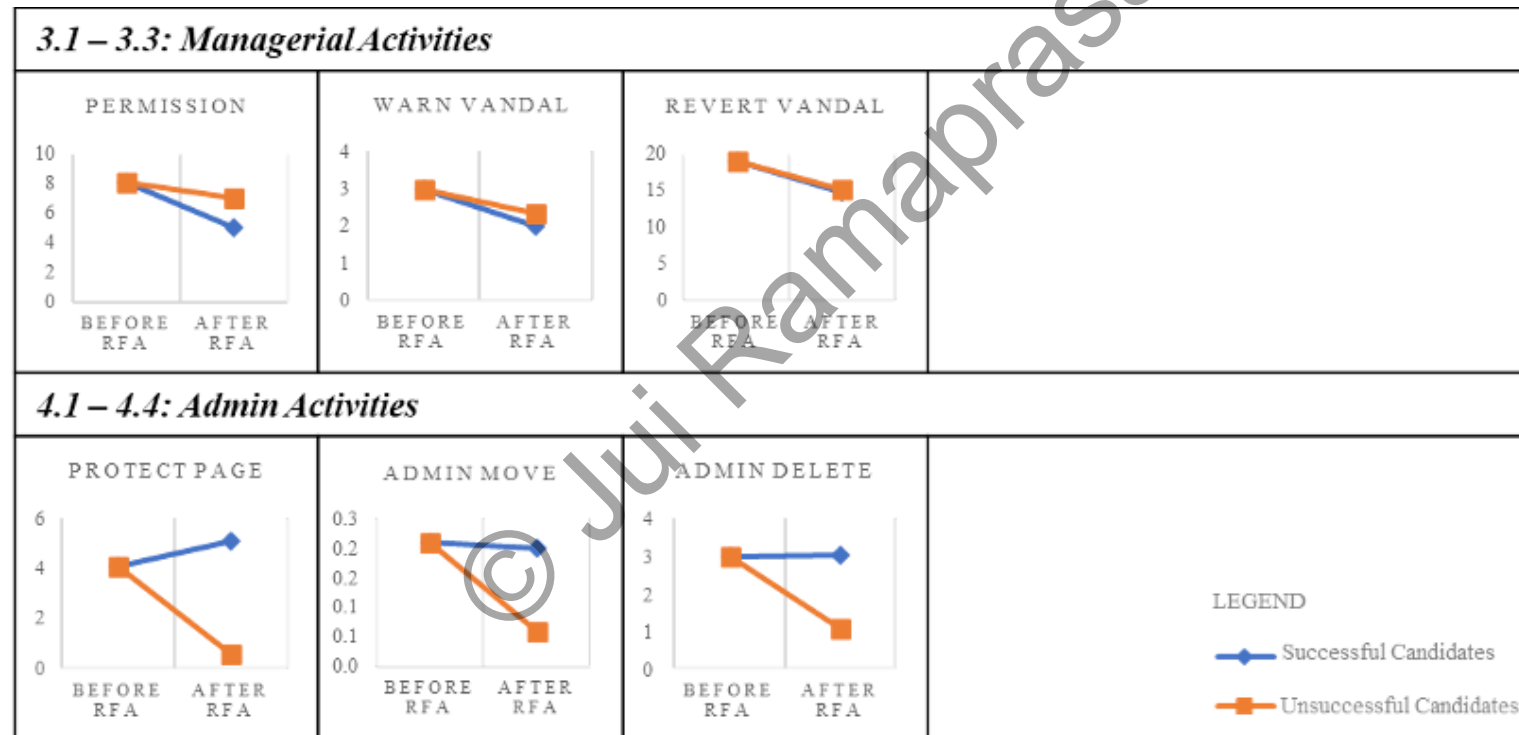 3.1 – 3.3: Managerial Activities
PERMISSION
10
8
6
4
2
0
BEFORE RFA
AFTER RFA
WARN VANDAL
4
3
2
1
0
BEFORE RFA
AFTER RFA
REVERT VANDAL
20
15
10
5
0
BEFORE RFA
AFTER RFA
4.1 – 4.4: Admin Activities
PROTECT PAGE
6
4
2
0
BEFORE RFA
AFTER RFA
ADMIN MOVE
0.3
0.2
0.2
0.1
0.1
0.0
BEFORE RFA
AFTER RFA
ADMIN DELETE
4
3
2
1
0
BEFORE RFA
AFTER RFA
LEGEND
Successful Candidates
Unsuccessful Candidates
© Jui